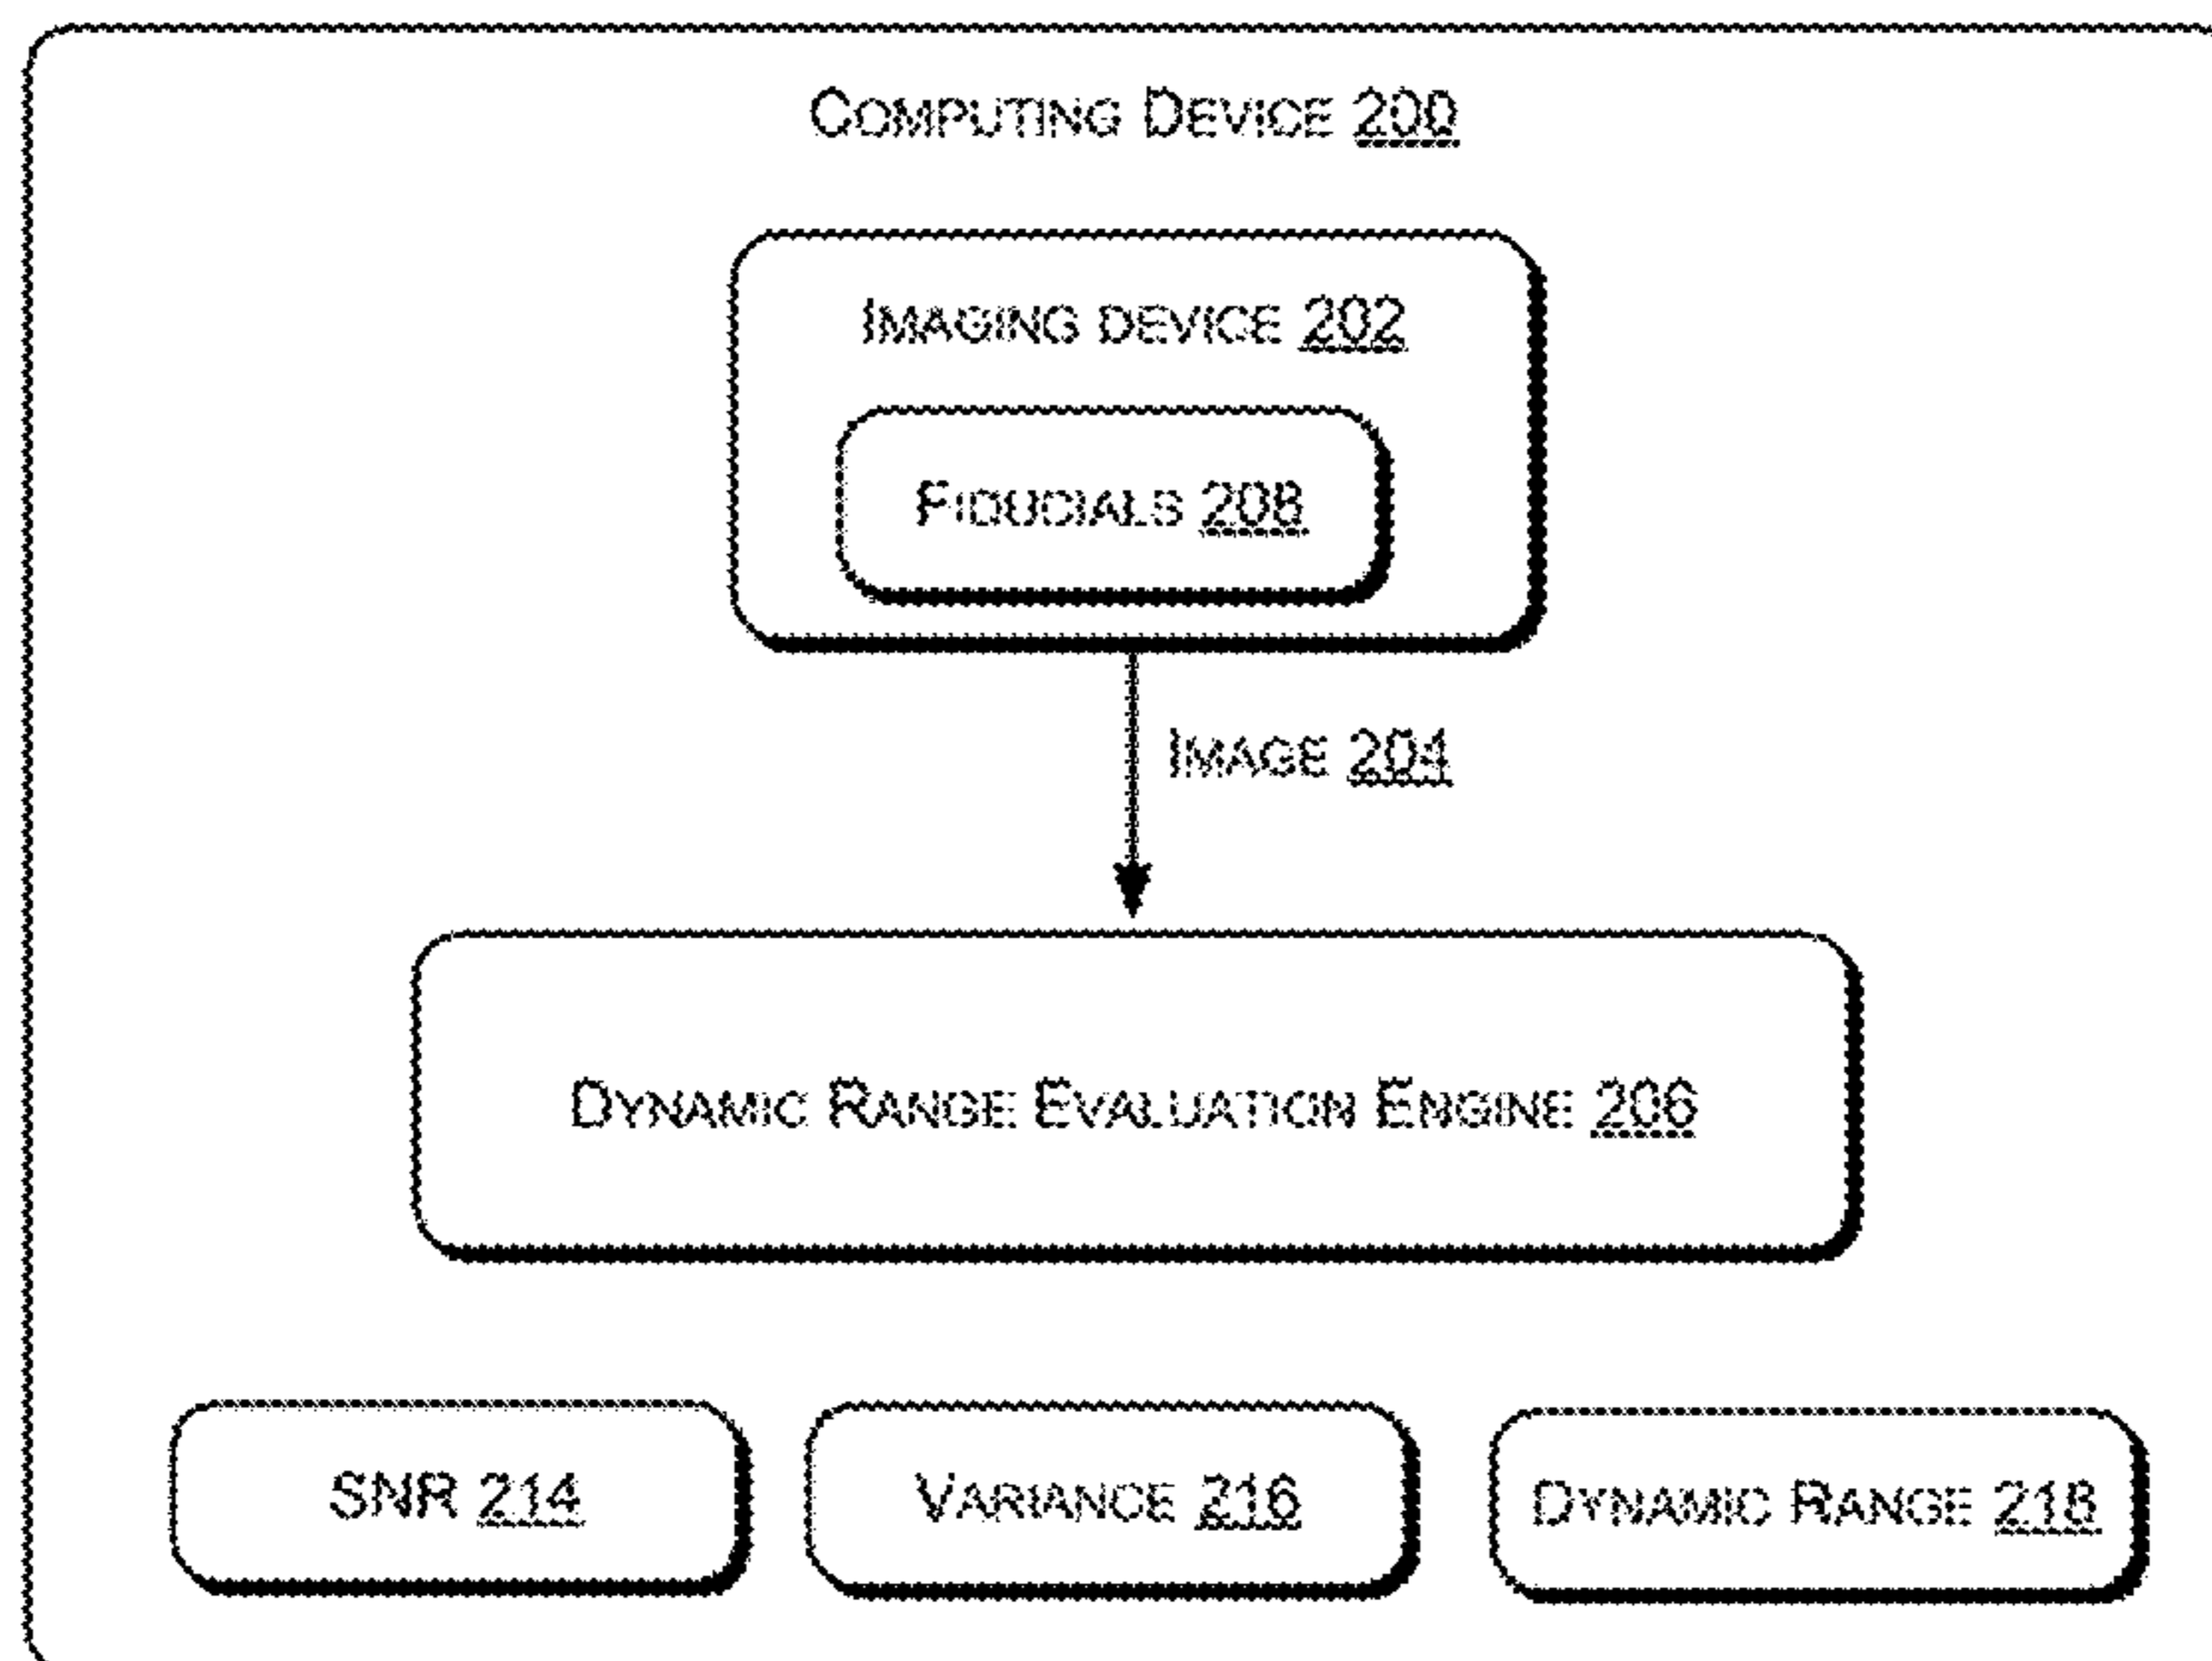 COMPUTING DEVICE 200
IMAGING DEVICE 202
FIDUCIALS 208
IMAGE 204
DYNAMIC RANGE EVALUATION ENGINE 206
SNR 214
VARIANCE 216
DYNAMIC RANGE 218